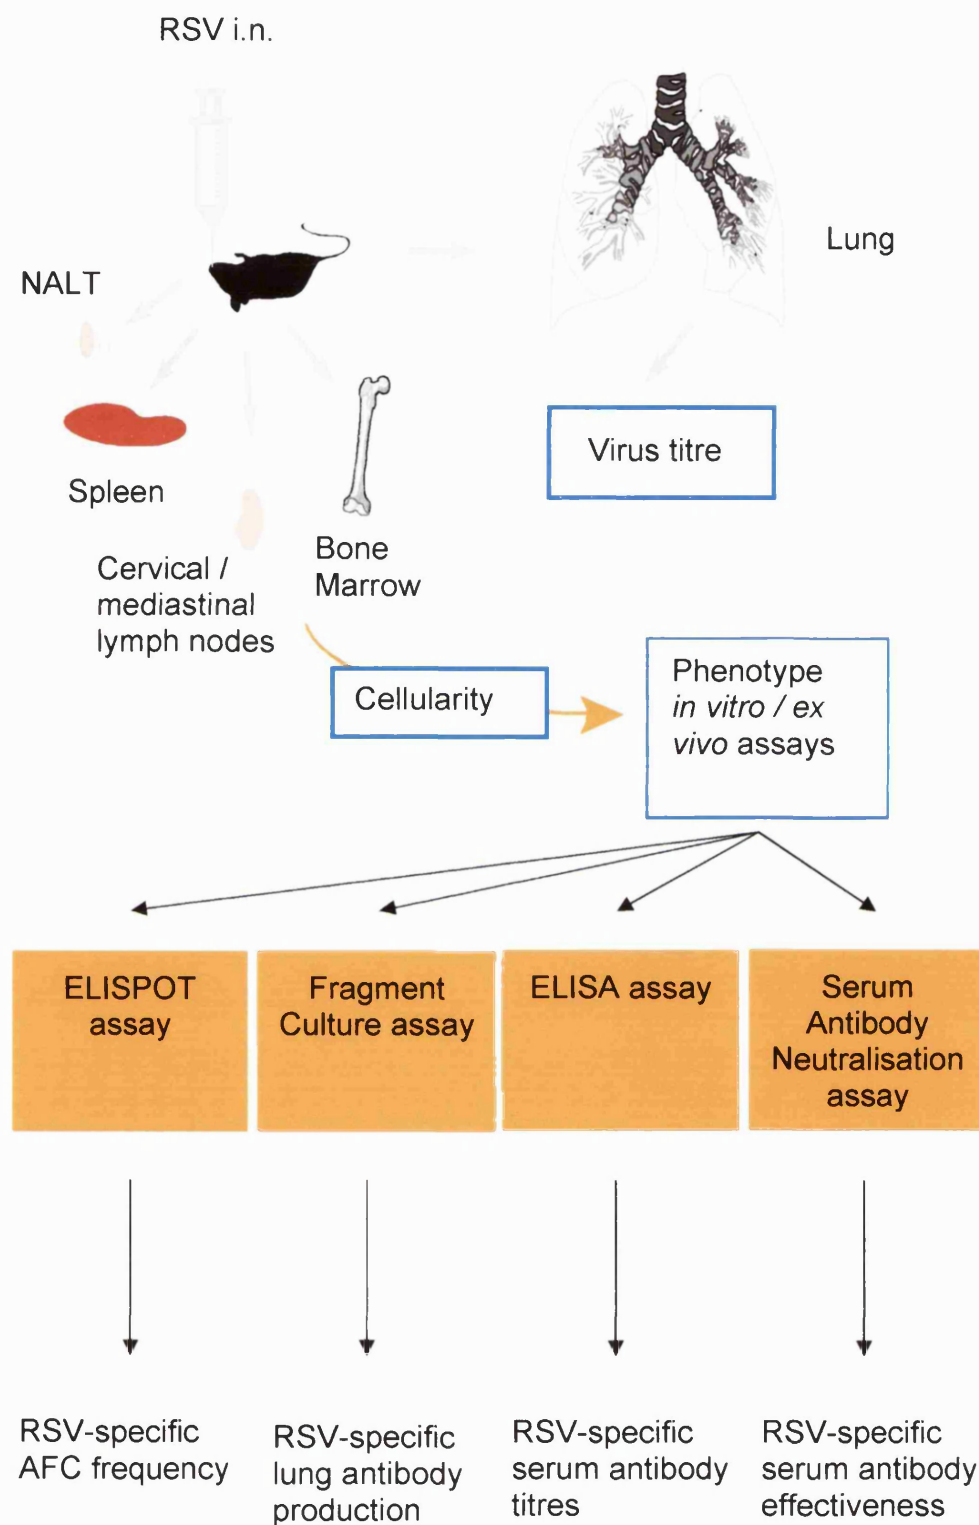 RSV i.n.
Lung
NALT
Virus titre
Spleen
Bone
Marrow
Cervical /
mediastinal
lymph nodes
Cellularity
Phenotype
in vitro / ex
vivo assays
ELISPOT
assay
Fragment
Culture assay
ELISA assay
Serum
Antibody
Neutralisation
assay
RSV-specific
AFC frequency
RSV-specific
lung antibody
production
RSV-specific
serum antibody
titres
RSV-specific
serum antibody
effectiveness